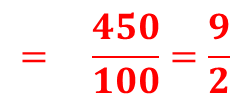 = 450/100 = 9/2